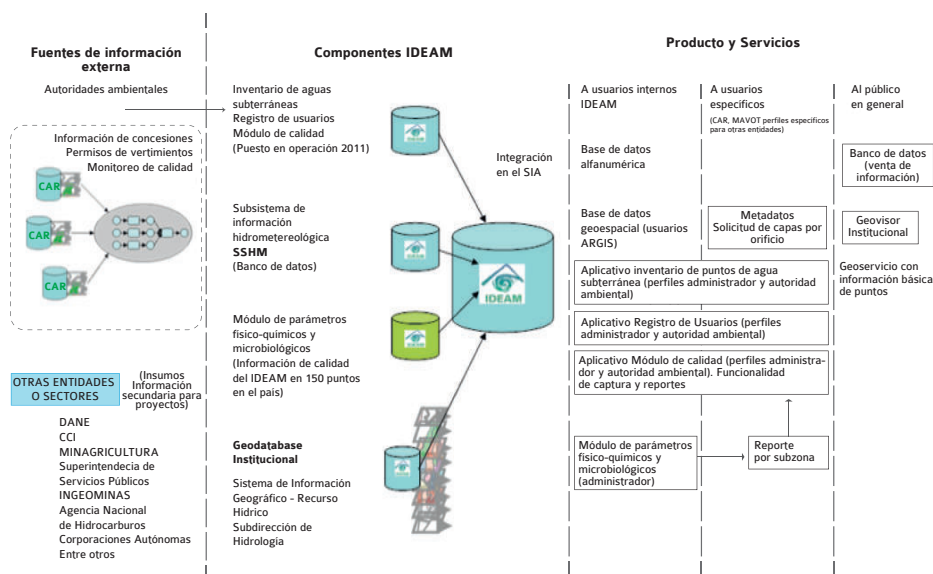 Fuentes de información
externa
Autoridades ambientales
Información de concesiones
Permisos de vertimientos
Monitoreo de calidad
CAR
CAR
CAR
OTRAS ENTIDADES
O SECTORES
(Insumos
Información
secundaria para
proyectos)
DANE
CCI
MINAGRICULTURA
Superintendecia de
Servicios Públicos
INGEOMINAS
Agencia Nacional
de Hidrocarburos
Corporaciones Autónomas
Entre otros
Componentes IDEAM
Inventario de aguas
subterráneas
Registro de usuarios
Módulo de calidad
(Puesto en operación 2011)
Subsistema de
información
hidrometereológica
SSHM
(Banco de datos)
Módulo de parámetros
fisico-químicos y
microbiológicos
(Información de calidad
del IDEAM en 150 puntos
en el país)
Geodatabase
Institucional
Sistema de Información
Geográfico - Recurso
Hídrico
Subdirección de
Hidrología
Integración
en el SIA
IDEAM
Producto y Servicios
A usuarios internos
IDEAM
Base de datos
alfanumérica
Base de datos
geoespacial (usuarios
ARGIS)
A usuarios
específicos
(CAR, MAVOT perfiles específicos
para otras entidades)
Metadatos
Solicitud de capas por
orificio
Al público
en general
Banco de datos
(venta de
información)
Geovisor
Institucional
Geoservicio con
información básica
de puntos
Aplicativo inventario de puntos de agua
subterránea (perfiles administrador y autoridad
ambiental)
Aplicativo Registro de Usuarios (perfiles
administrador y autoridad ambiental)
Aplicativo Módulo de calidad (perfiles administra-
dor y autoridad ambiental). Funcionalidad
de captura y reportes
Módulo de parámetros
físico-químicos y
microbiológicos
(administrador)
Reporte
por subzona